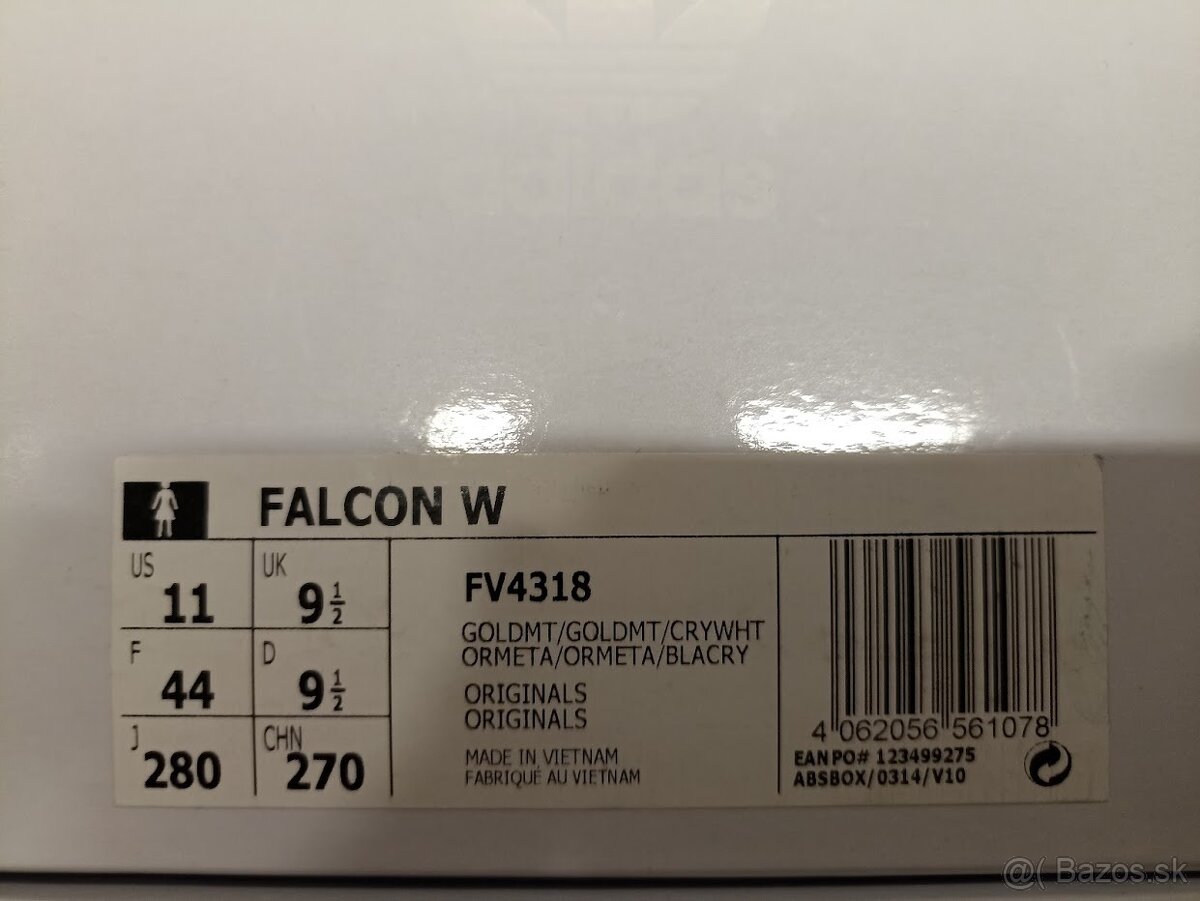 adidas
FALCON W
US 11 UK 9 1/2
F 44 D 9 1/2
J 280 CHN 270
FV4318
GOLDMT/GOLDMT/CRYWHT
ORMETA/ORMETA/BLACRY
ORIGINALS
ORIGINALS
MADE IN VIETNAM
FABRIQUÉ AU VIETNAM
4 062056 561078
EAN PO# 123499275
ABSBOX/0314/V10
@( Bazos.sk